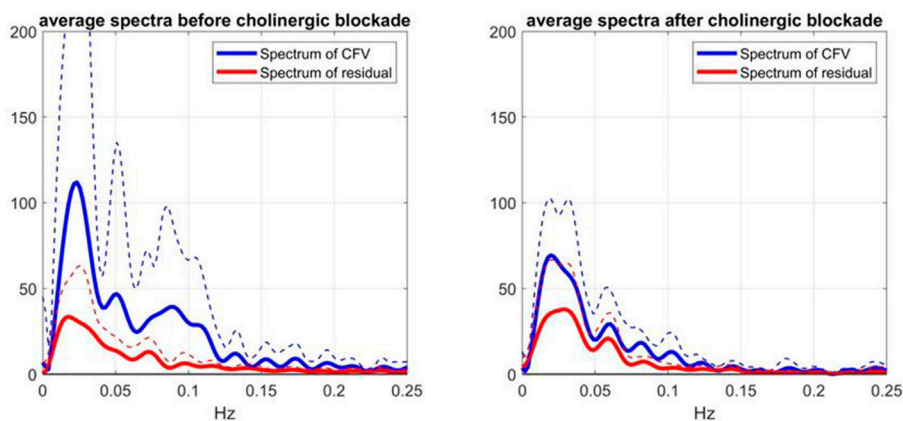 average spectra before cholinergic blockade
200
150
100
50
0
Spectrum of CFV
Spectrum of residual
0
0.05
0.1
0.15
0.2
0.25
Hz
average spectra after cholinergic blockade
200
150
100
50
0
Spectrum of CFV
Spectrum of residual
0
0.05
0.1
0.15
0.2
0.25
Hz